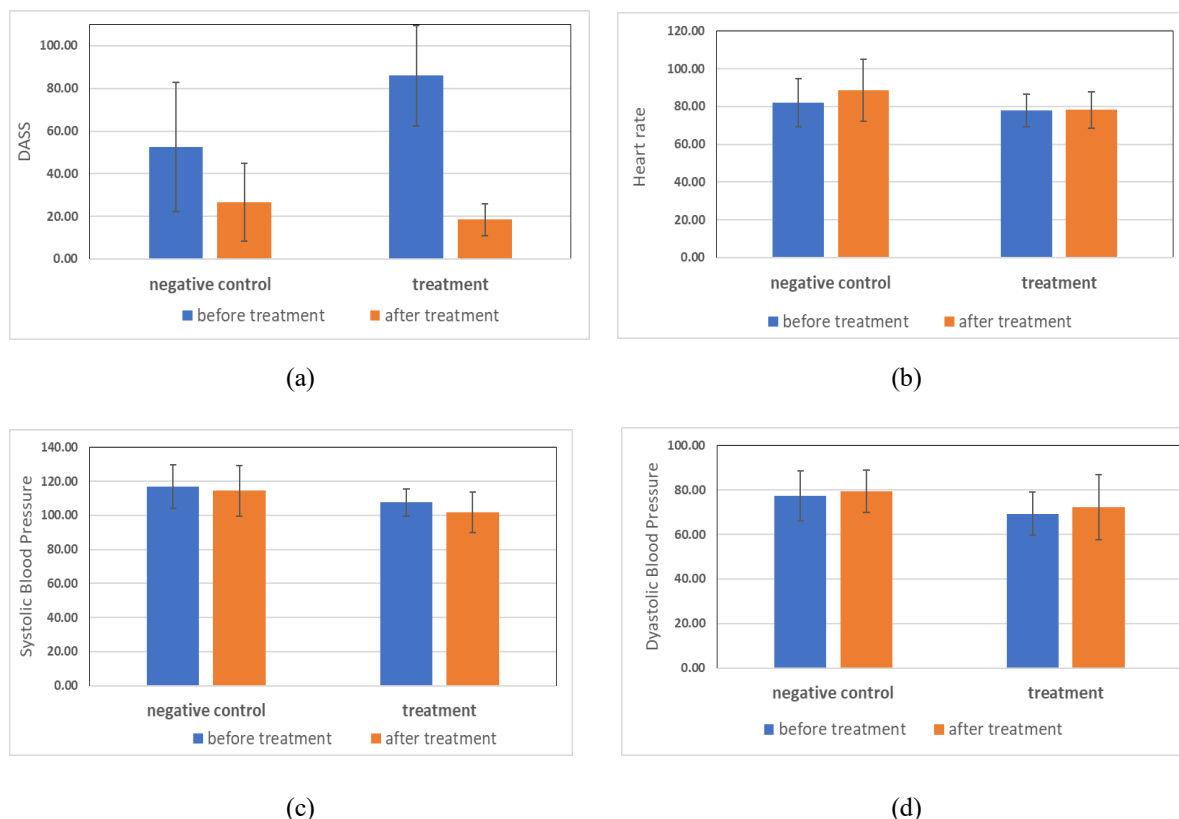 100.00
80.00
60.00
40.00
20.00
0.00
DASS
negative control treatment
before treatment after treatment
(a)
120.00
100.00
80.00
60.00
40.00
20.00
0.00
Heart rate
negative control treatment
before treatment after treatment
(b)
140.00
120.00
100.00
80.00
60.00
40.00
20.00
0.00
Systolic Blood Pressure
negative control treatment
before treatment after treatment
(c)
100.00
80.00
60.00
40.00
20.00
0.00
Dyastolic Blood Pressure
negative control treatment
before treatment after treatment
(d)